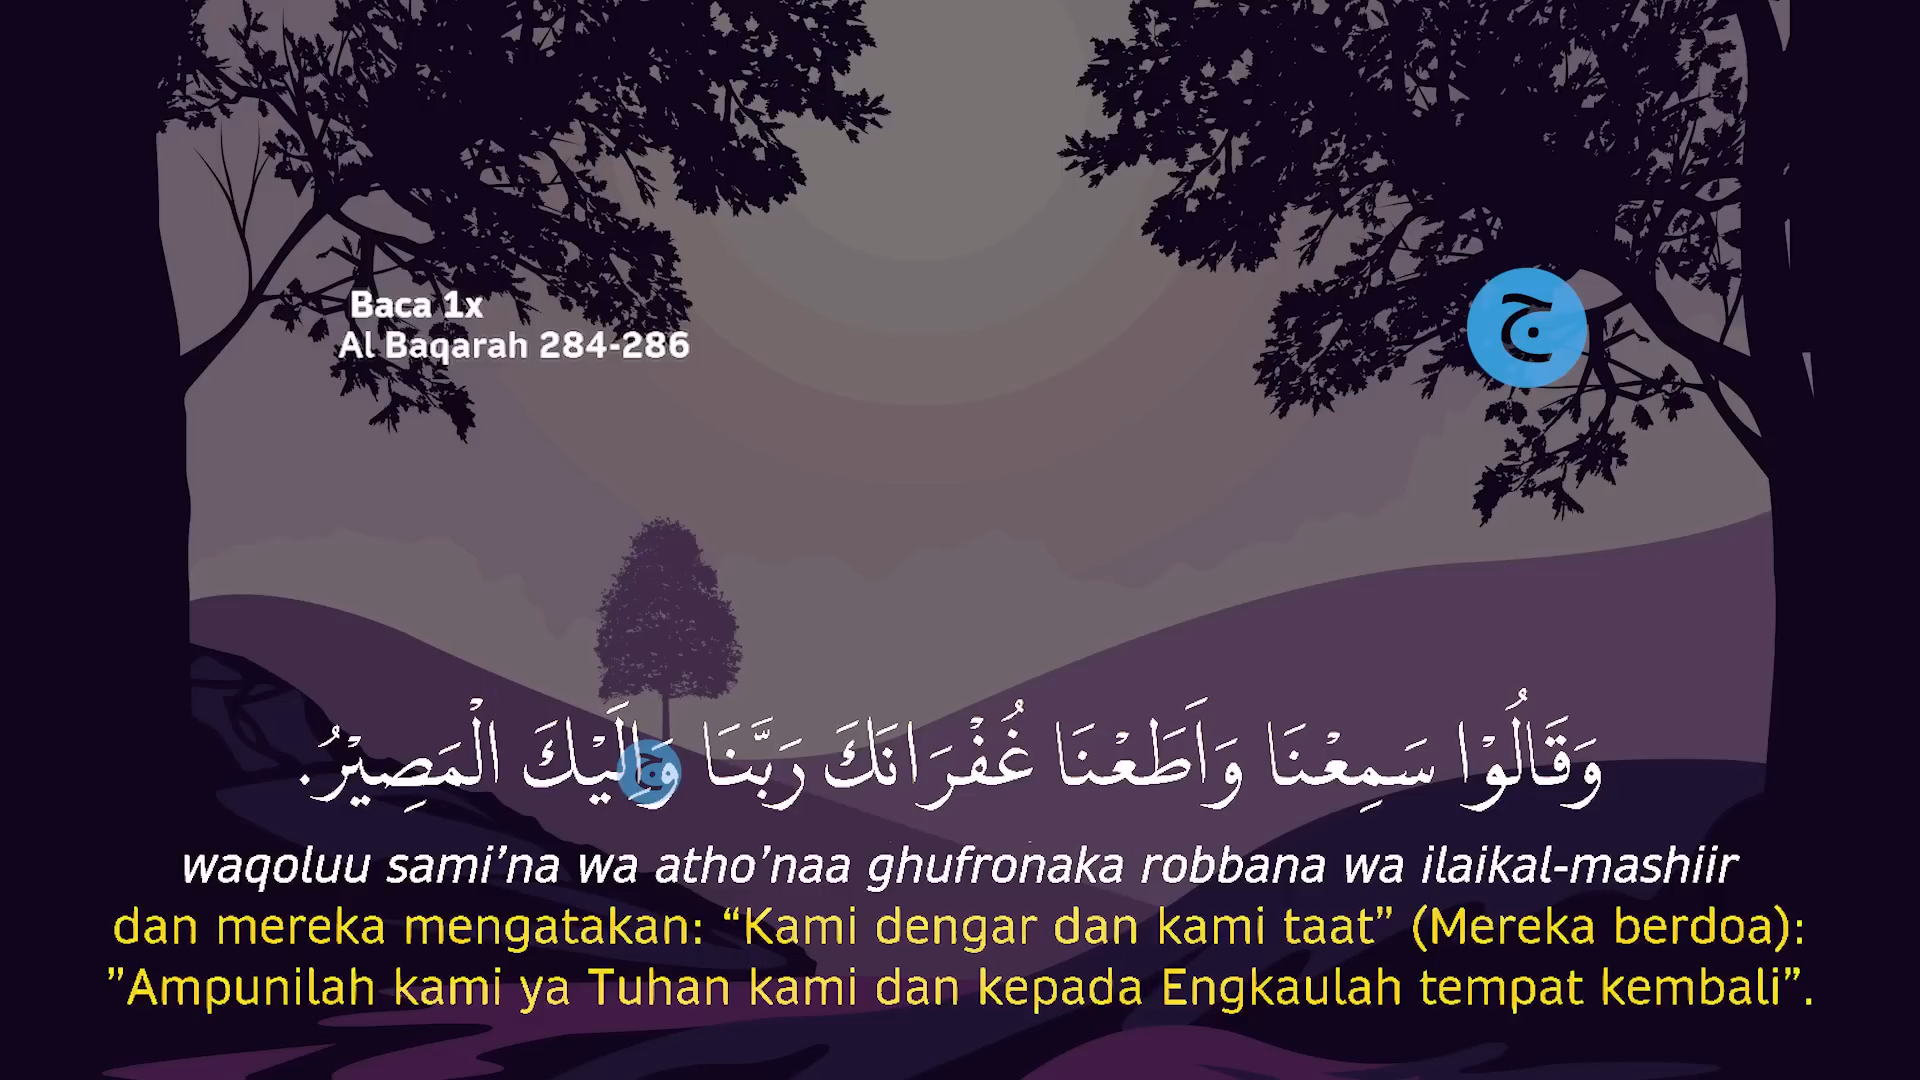 Baca 1x
Al Baqarah 284-286
ج
وَقَالُوْا سَمِعْنَا وَاَطَعْنَا غُفْرَانَكَ رَبَّنَا وَاِلَيْكَ الْمَصِيْرُ.
ج
waqoluu sami’na wa atho’naa ghufronaka robbana wa ilaikal-mashiir
dan mereka mengatakan: “Kami dengar dan kami taat” (Mereka berdoa):
”Ampunilah kami ya Tuhan kami dan kepada Engkaulah tempat kembali”.